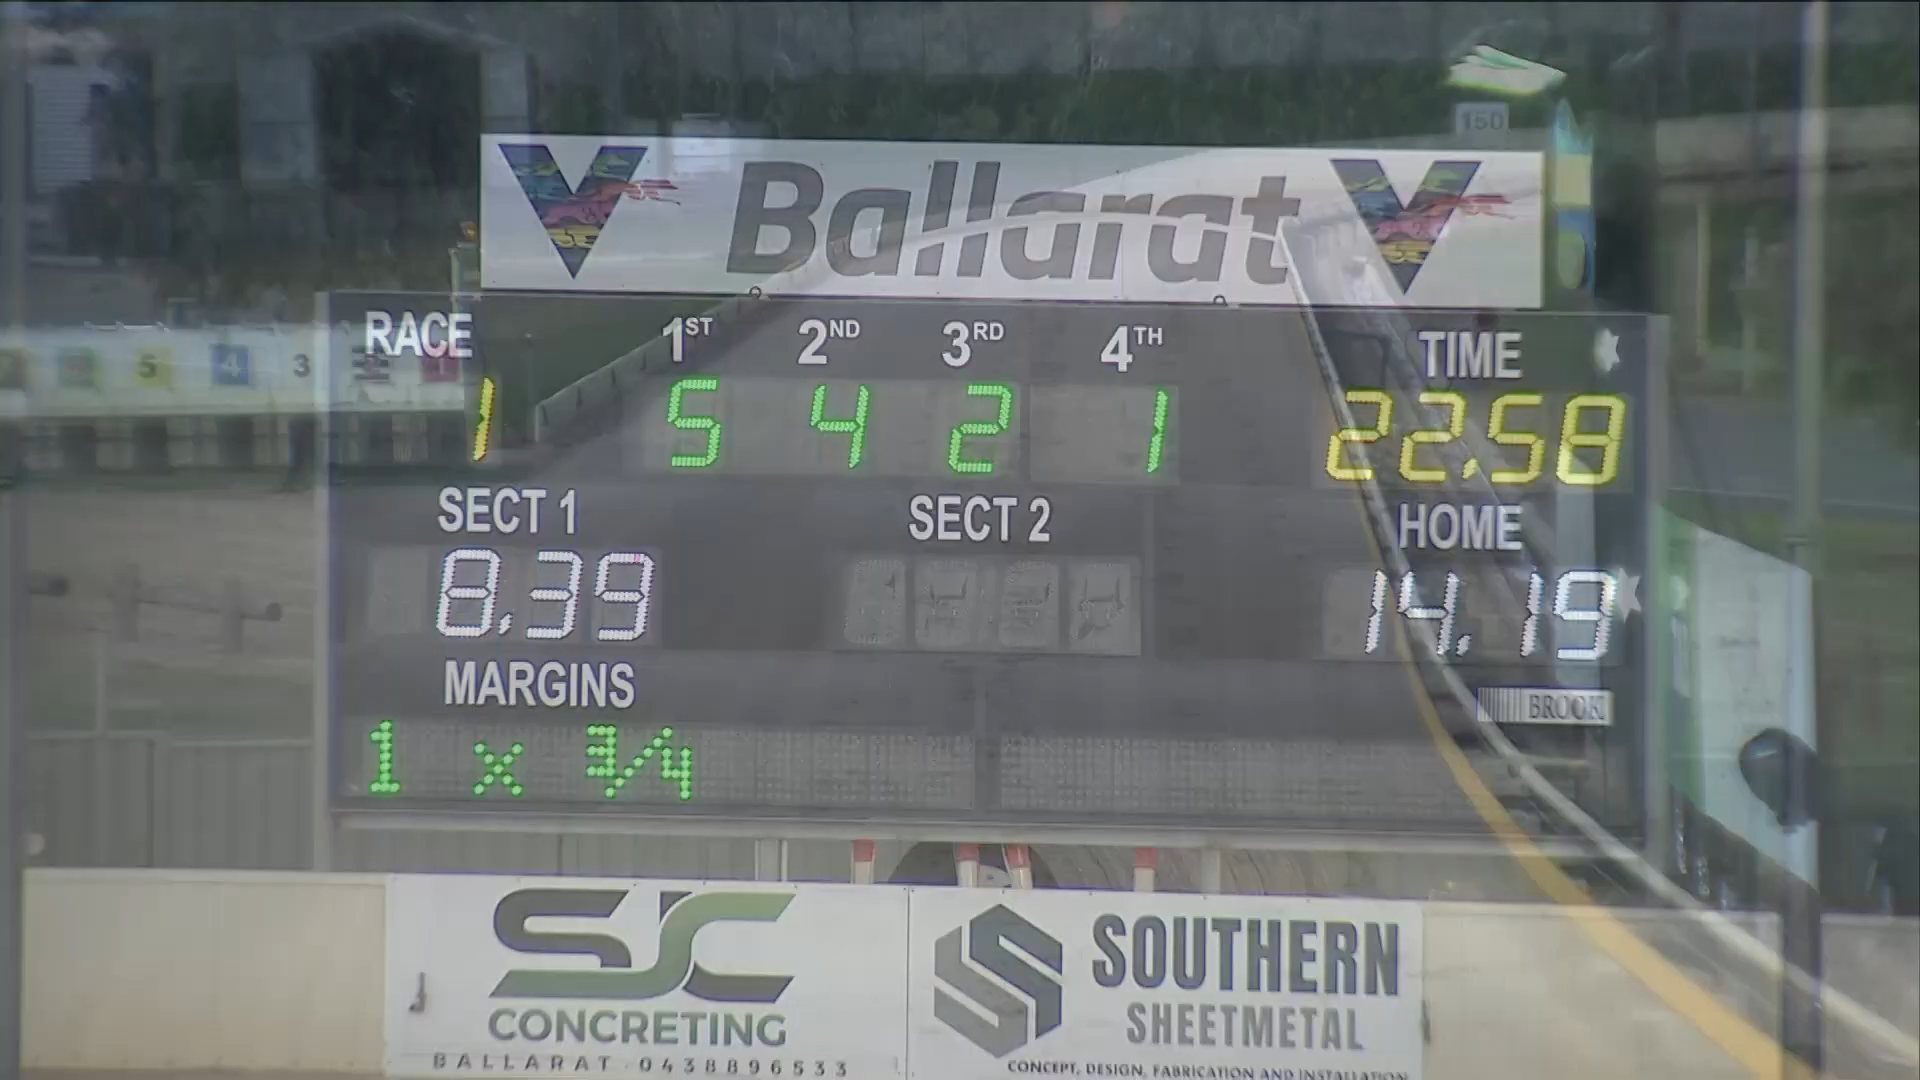 150
Ballarat
RACE 1ST 2ND 3RD 4TH TIME
5 4 3 1
1 5 4 2 1 22.58
SECT 1 SECT 2 HOME
8.39 14.19
MARGINS
BROOK
1 x 3/4
SJC
CONCRETING
BALLARAT 0438896533
SOUTHERN
SHEETMETAL
CONCEPT, DESIGN, FABRICATION AND INSTALLATION